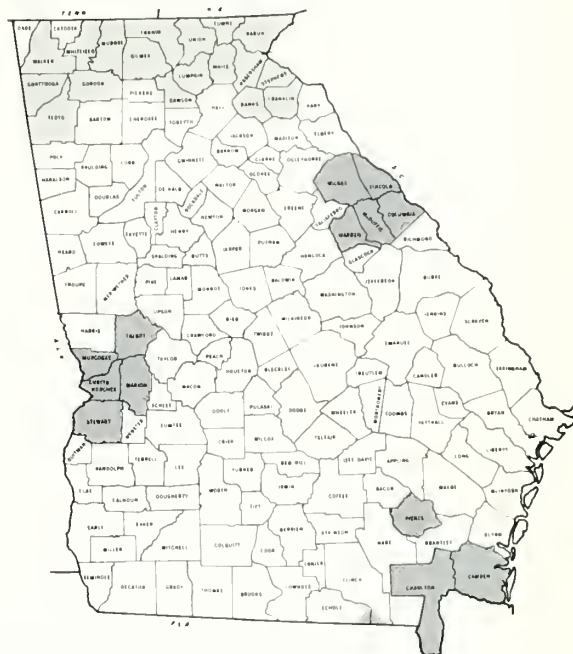 TENN
N C
DADE
CATOOSA
WHITFIELD
MURRAY
FANNIN
UNION
TOWNS
RABUN
WALKER
GILMER
LUMPKIN
WHITE
HABERSHAM
STEPHENS
CHATTOOGA
GORDON
PICKENS
DAWSON
HALL
BANKS
FRANKLIN
HART
FLOYD
BARTOW
CHEROKEE
FORSYTH
JACKSON
MADISON
ELBERT
POLK
PAULDING
COBB
GWINNETT
BARROW
CLARKE
OGLETHORPE
OCONEE
HARALSON
DOUGLAS
FULTON
DE KALB
ROCKDALE
WALTON
WILKES
LINCOLN
S C
CARROLL
CLAYTON
HENRY
NEWTON
MORGAN
GREENE
TALIAFERRO
MCDUFFIE
COLUMBIA
WARREN
RICHMOND
HEARD
COWETA
FAYETTE
SPALDING
BUTTS
JASPER
PUTNAM
HANCOCK
GLASCOCK
TROUPE
MERIWETHER
PIKE
LAMAR
MONROE
JONES
BALDWIN
WASHINGTON
JEFFERSON
BURKE
UPSON
BIBB
WILKINSON
JOHNSON
JENKINS
SCREVEN
HARRIS
TALBOT
CRAWFORD
TWIGGS
EMANUEL
ALA
MUSCOGEE
TAYLOR
PEACH
HOUSTON
BLECKLEY
LAURENS
TREUTLEN
CANDLER
BULLOCH
EFFINGHAM
CHATTA
HOOCHEE
MARION
MACON
SCHLEY
DOOLY
PULASKI
DODGE
WHEELER
MONTGOMERY
TOOMBS
TATTNALL
EVANS
BRYAN
CHATHAM
STEWART
WEBSTER
SUMTER
CRISP
WILCOX
TELFAIR
LONG
LIBERTY
QUITMAN
RANDOLPH
TERRELL
LEE
TURNER
BEN HILL
JEFF DAVIS
APPLING
WAYNE
MCINTOSH
CLAY
CALHOUN
DOUGHERTY
WORTH
TIFT
IRWIN
COFFEE
BACON
PIERCE
EARLY
BAKER
BERRIEN
ATKINSON
WARE
BRANTLEY
GLYNN
MILLER
MITCHELL
COLQUITT
COOK
LANIER
CLINCH
CHARLTON
CAMDEN
SEMINOLE
DECATUR
GRADY
THOMAS
BROOKS
LOWNDES
ECHOLS
FLA